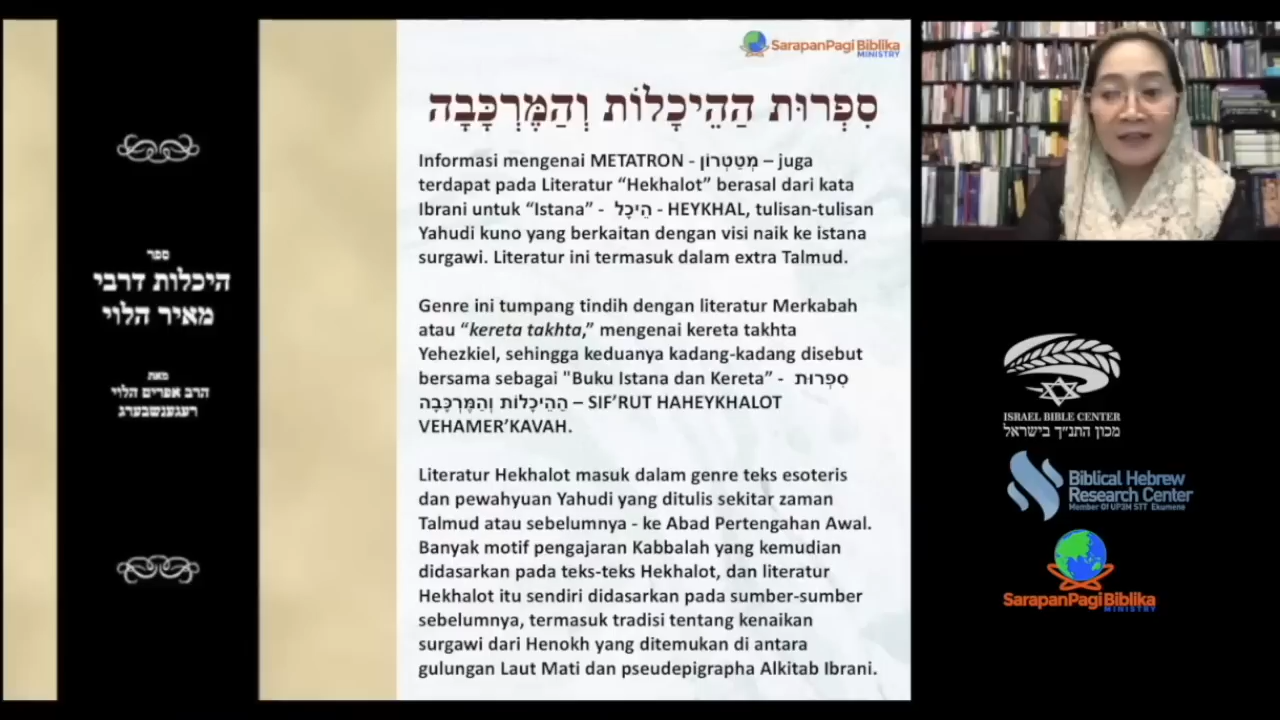 ספר
היכלות דרבי
מאיר הלוי
מאת
הרב אפרים הלוי
רעגענשבערג
SarapanPagi Biblika
MINISTRY
סִפְרוּת הַהֵיכָלוֹת וְהַמֶּרְכָּבָה
Informasi mengenai METATRON - מְטַטְרוֹן – juga
terdapat pada Literatur “Hekhalot” berasal dari kata
Ibrani untuk “Istana” - הֵיכָל - HEYKHAL, tulisan-tulisan
Yahudi kuno yang berkaitan dengan visi naik ke istana
surgawi. Literatur ini termasuk dalam extra Talmud.
Genre ini tumpang tindih dengan literatur Merkabah
atau “kereta takhta,” mengenai kereta takhta
Yehezkiel, sehingga keduanya kadang-kadang disebut
bersama sebagai "Buku Istana dan Kereta” - סִפְרוּת
הַהֵיכָלוֹת וְהַמֶּרְכָּבָה – SIF’RUT HAHEYKHALOT
VEHAMER’KAVAH.
Literatur Hekhalot masuk dalam genre teks esoteris
dan pewahyuan Yahudi yang ditulis sekitar zaman
Talmud atau sebelumnya - ke Abad Pertengahan Awal.
Banyak motif pengajaran Kabbalah yang kemudian
didasarkan pada teks-teks Hekhalot, dan literatur
Hekhalot itu sendiri didasarkan pada sumber-sumber
sebelumnya, termasuk tradisi tentang kenaikan
surgawi dari Henokh yang ditemukan di antara
gulungan Laut Mati dan pseudepigrapha Alkitab Ibrani.
ISRAEL BIBLE CENTER
מכון התנ״ך בישראל
Biblical Hebrew
Research Center
Member Of UP3M STT Ekumene
SarapanPagi Biblika
MINISTRY